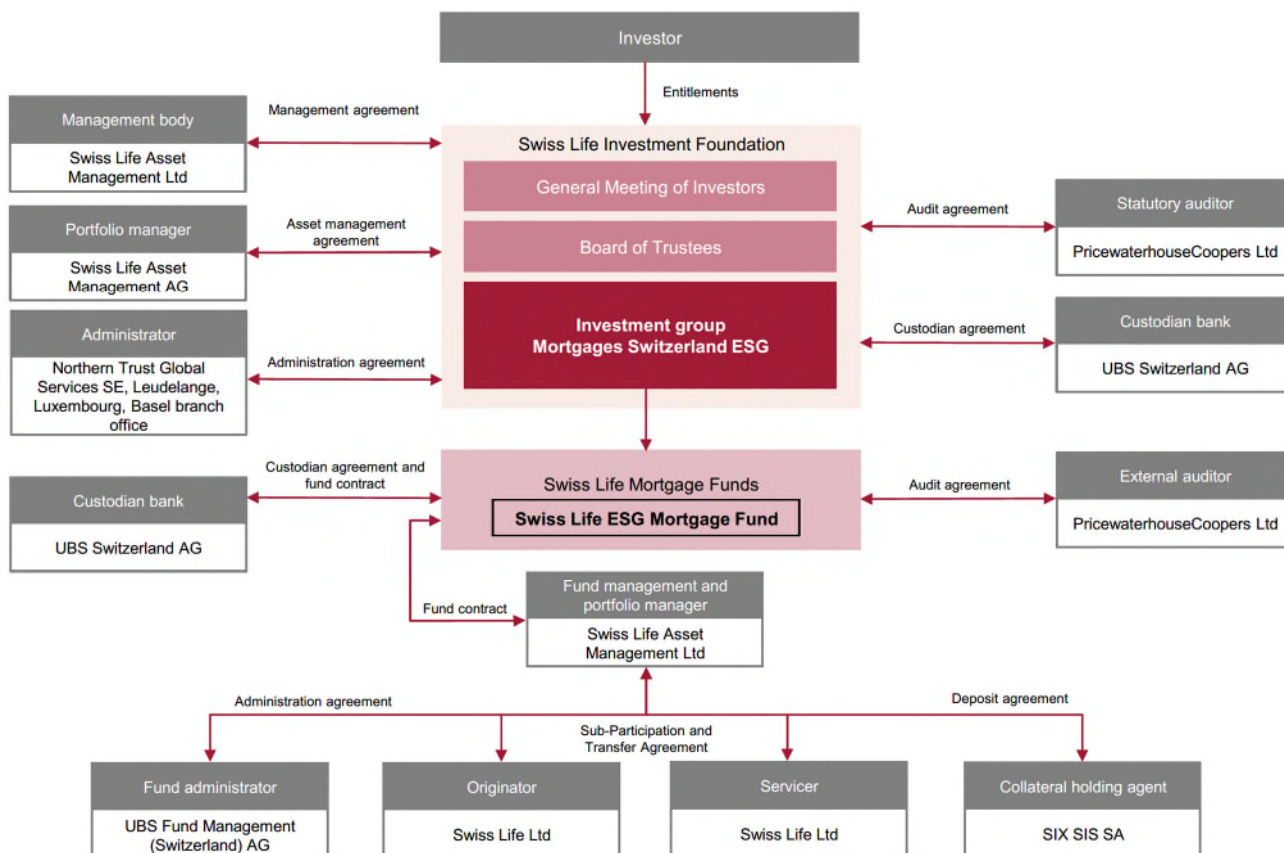 Investor
Entitlements
Management agreement
Management body
Swiss Life Asset
Management Ltd
Swiss Life Investment Foundation
General Meeting of Investors
Board of Trustees
Investment group
Mortgages Switzerland ESG
Asset management
agreement
Portfolio manager
Swiss Life Asset
Management AG
Audit agreement
Statutory auditor
PricewaterhouseCoopers Ltd
Administration agreement
Administrator
Northern Trust Global
Services SE, Leudelange,
Luxembourg, Basel branch
office
Custodian agreement
Custodian bank
UBS Switzerland AG
Custodian agreement and
fund contract
Custodian bank
UBS Switzerland AG
Swiss Life Mortgage Funds
Swiss Life ESG Mortgage Fund
Audit agreement
External auditor
PricewaterhouseCoopers Ltd
Fund contract
Fund management and
portfolio manager
Swiss Life Asset
Management Ltd
Administration agreement
Sub-Participation and
Transfer Agreement
Deposit agreement
Fund administrator
UBS Fund Management
(Switzerland) AG
Originator
Swiss Life Ltd
Servicer
Swiss Life Ltd
Collateral holding agent
SIX SIS SA